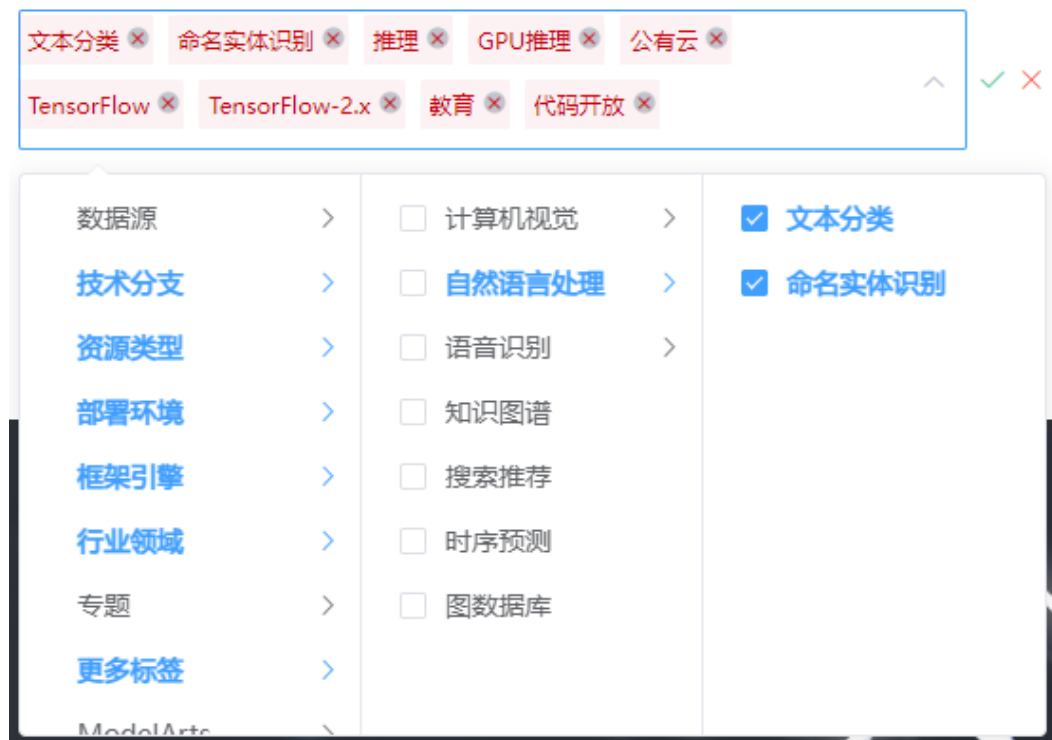 文本分类 命名实体识别 推理 GPU推理 公有云
TensorFlow TensorFlow-2.x 教育 代码开放
数据源
技术分支
资源类型
部署环境
框架引擎
行业领域
专题
更多标签
ModelArts
计算机视觉
自然语言处理
语音识别
知识图谱
搜索推荐
时序预测
图数据库
文本分类
命名实体识别